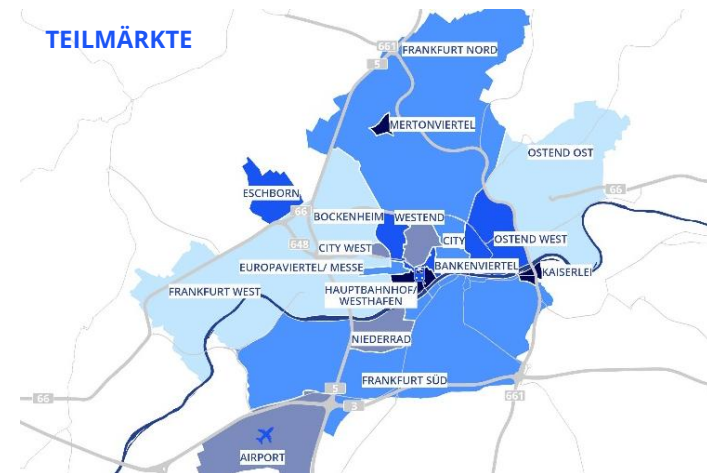 TEILMÄRKTE
661
FRANKFURT NORD
5
MERTONVIERTEL
OSTEND OST
ESCHBORN
66
66
BOCKENHEIM
WESTEND
648
CITY WEST
CITY
OSTEND WEST
EUROPAVIERTEL/ MESSE
BANKENVIERTEL
KAISERLEI
FRANKFURT WEST
HAUPTBAHNHOF/
WESTHAFEN
NIEDERRAD
FRANKFURT SÜD
5
66
3
661
AIRPORT